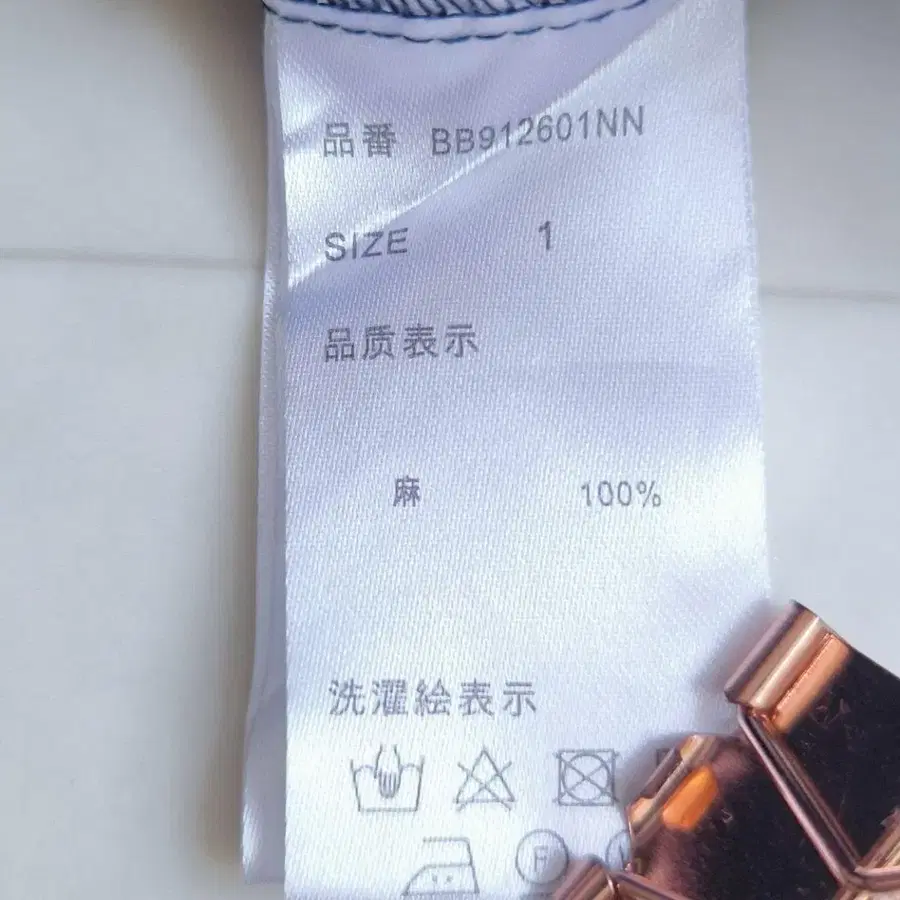 品番 BB912601NN
SIZE 1
品质表示
麻 100%
洗濯絵表示
F